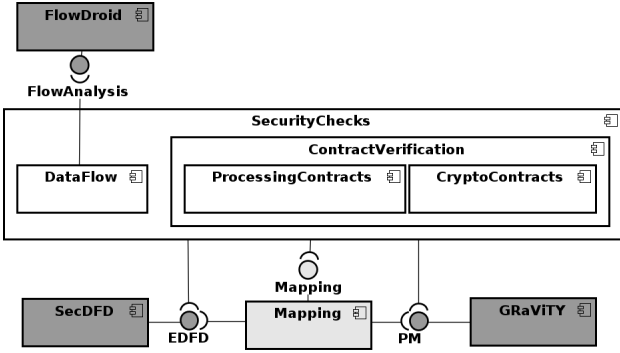 FlowDroid
FlowAnalysis
SecurityChecks
ContractVerification
DataFlow
ProcessingContracts
CryptoContracts
Mapping
SecDFD
EDFD
Mapping
PM
GRaViTY